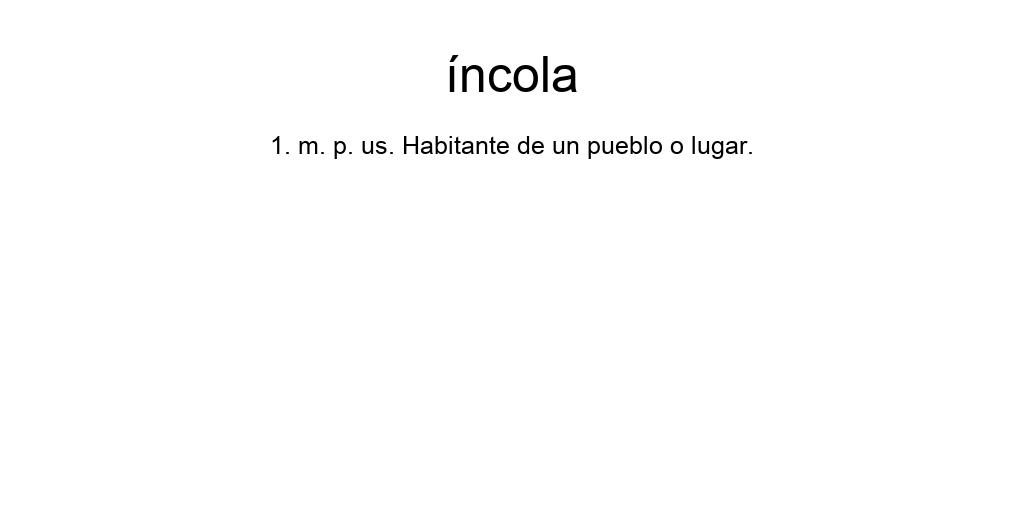 íncola
1. m. p. us. Habitante de un pueblo o lugar.